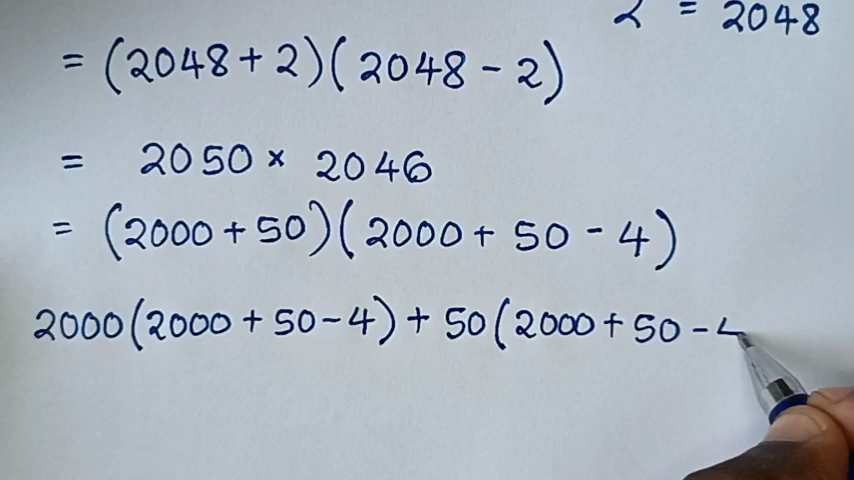 = 2048
= (2048 + 2)(2048 - 2)
= 2050 × 2046
= (2000 + 50)(2000 + 50 - 4)
2000(2000 + 50 - 4) + 50(2000 + 50 - 4